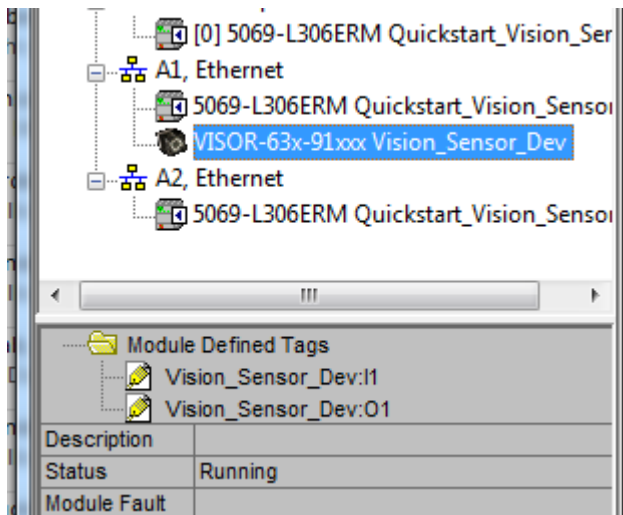 [0] 5069-L306ERM Quickstart_Vision_Ser
A1, Ethernet
5069-L306ERM Quickstart_Vision_Sensor
VISOR-63x-91xxx Vision_Sensor_Dev
A2, Ethernet
5069-L306ERM Quickstart_Vision_Sensor
Module Defined Tags
Vision_Sensor_Dev:I1
Vision_Sensor_Dev:O1
Description
Status Running
Module Fault